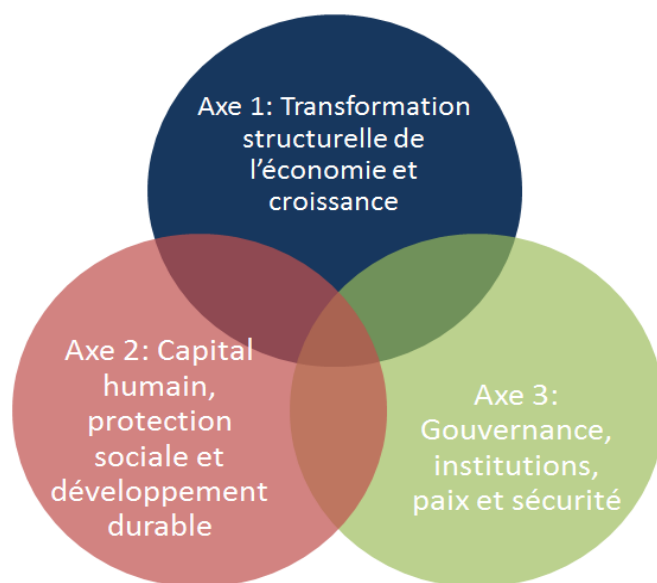 Axe 1: Transformation
structurelle de
l’économie et
croissance
Axe 2: Capital
humain,
protection
sociale et
développement
durable
Axe 3:
Gouvernance,
institutions,
paix et sécurité